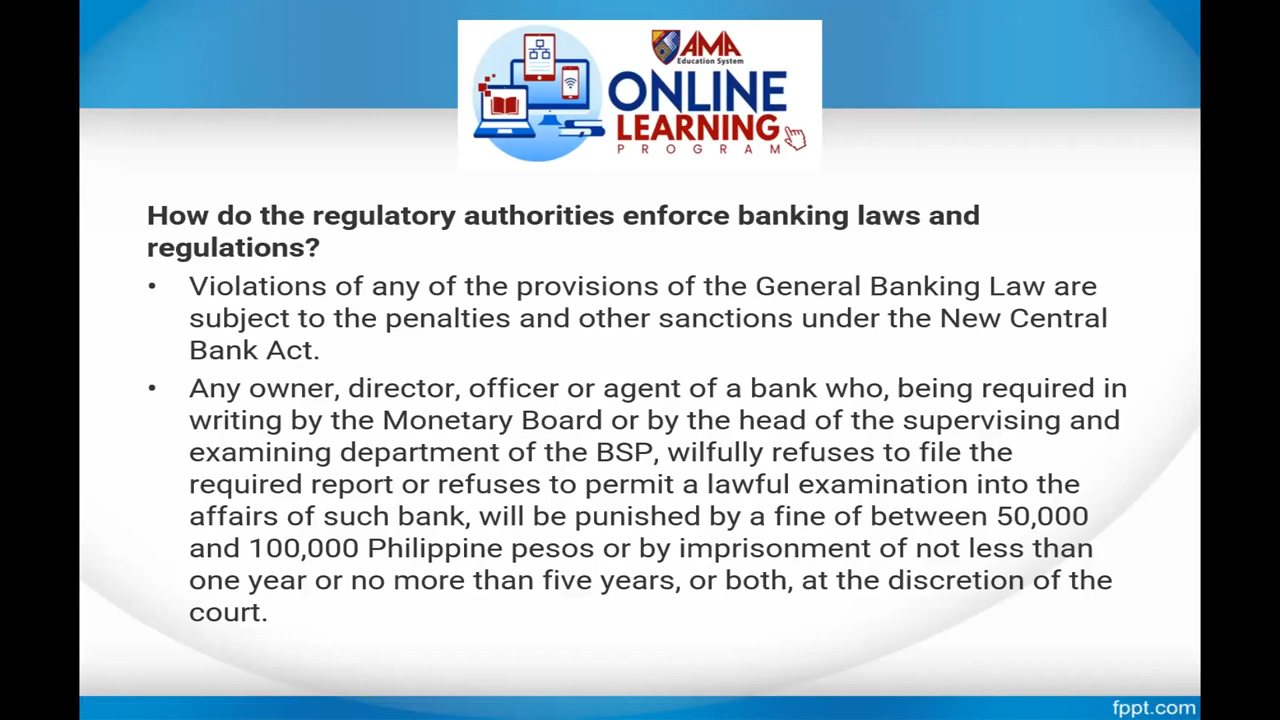 AMA
Education System
ONLINE
LEARNING
PROGRAM
How do the regulatory authorities enforce banking laws and
regulations?
• Violations of any of the provisions of the General Banking Law are
subject to the penalties and other sanctions under the New Central
Bank Act.
• Any owner, director, officer or agent of a bank who, being required in
writing by the Monetary Board or by the head of the supervising and
examining department of the BSP, wilfully refuses to file the
required report or refuses to permit a lawful examination into the
affairs of such bank, will be punished by a fine of between 50,000
and 100,000 Philippine pesos or by imprisonment of not less than
one year or no more than five years, or both, at the discretion of the
court.
fppt.com